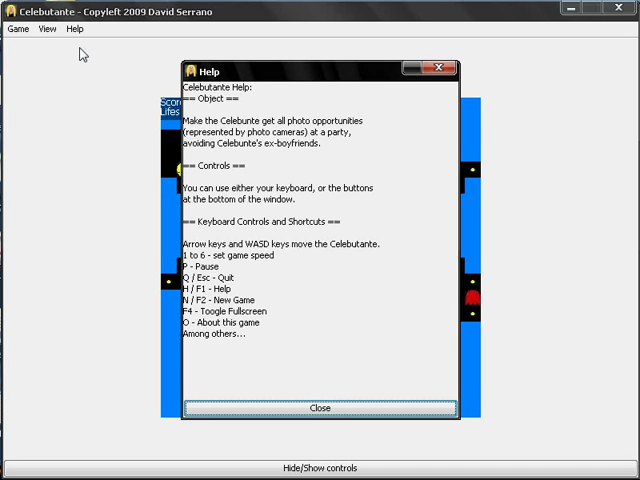 Celebutante - Copyleft 2009 David Serrano
Game View Help
Help
Score
Lifes
Celebutante Help:
== Object ==
Make the Celebunte get all photo opportunities
(represented by photo cameras) at a party,
avoiding Celebunte's ex-boyfriends.
== Controls ==
You can use either your keyboard, or the buttons
at the bottom of the window.
== Keyboard Controls and Shortcuts ==
Arrow keys and WASD keys move the Celebutante.
1 to 6 - set game speed
P - Pause
Q / Esc - Quit
H / F1 - Help
N / F2 - New Game
F4 - Toogle Fullscreen
O - About this game
Among others...
Close
Hide/Show controls